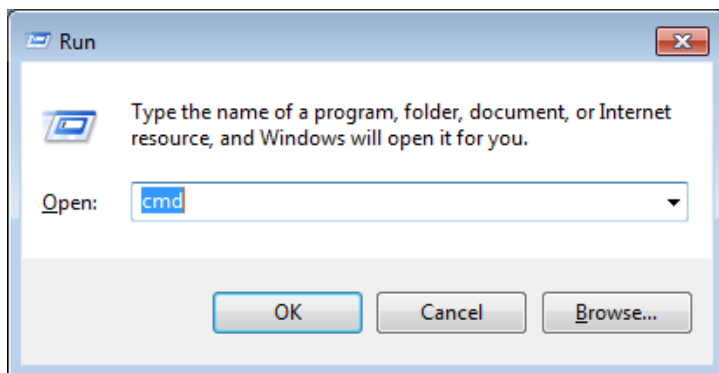 Run
Type the name of a program, folder, document, or Internet
resource, and Windows will open it for you.
Open: cmd
OK Cancel Browse...